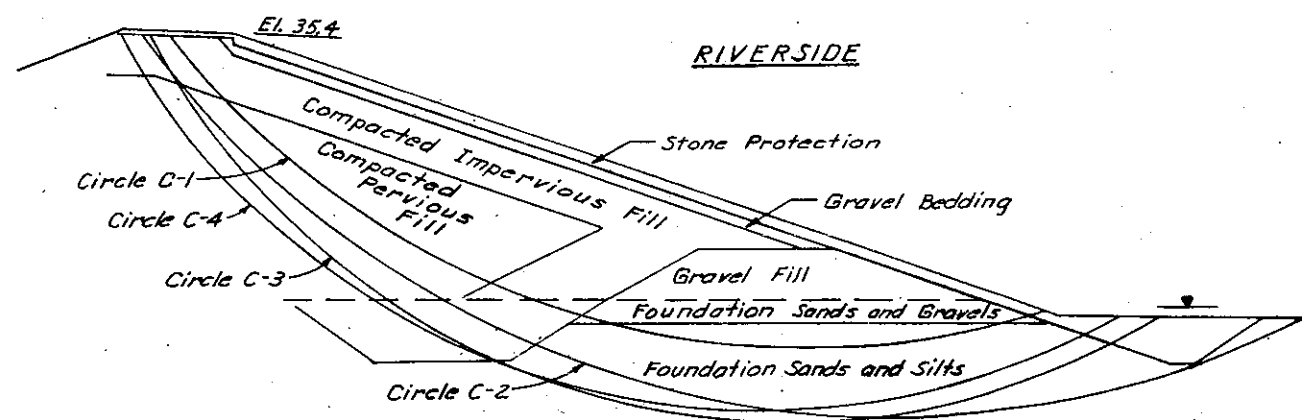 El. 35.4
RIVERSIDE
Compacted Impervious Fill
Stone Protection
Compacted
Pervious
Fill
Circle C-1
Gravel Bedding
Circle C-4
Circle C-3
Gravel Fill
Foundation Sands and Gravels
Foundation Sands and Silts
Circle C-2